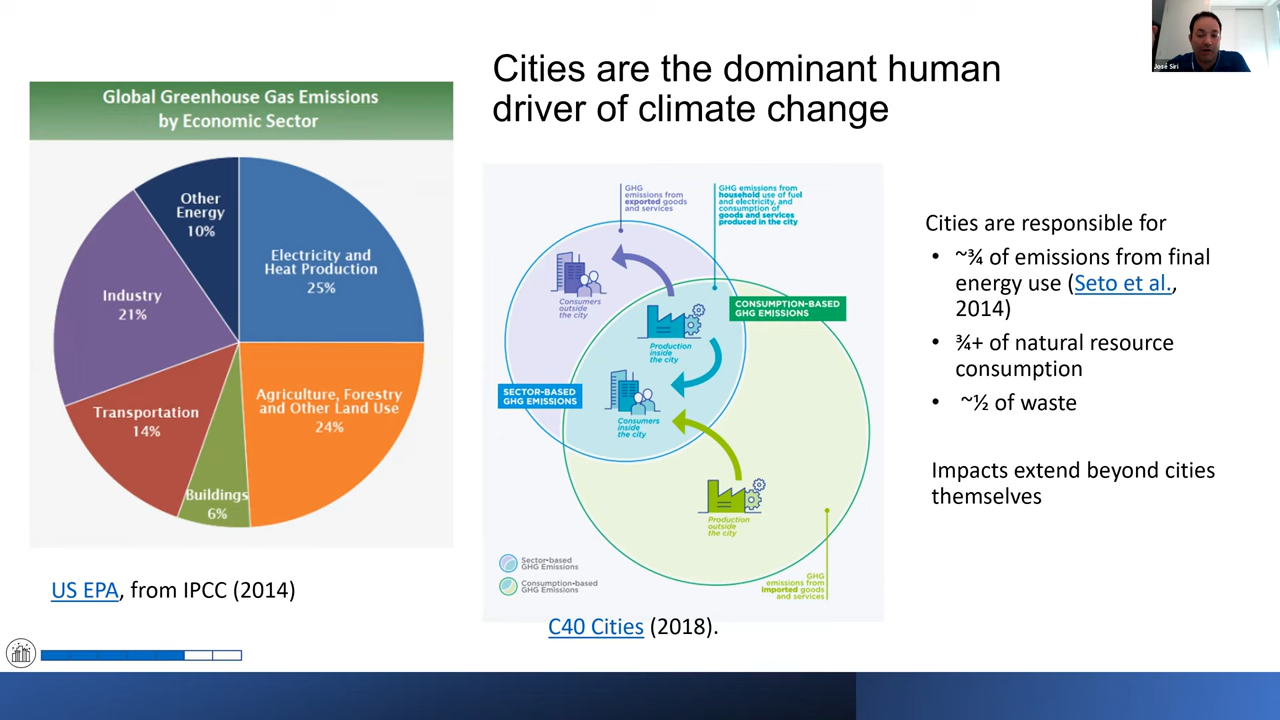 José Siri
Cities are the dominant human
driver of climate change
Global Greenhouse Gas Emissions
by Economic Sector
Other
Energy
10%
Electricity and
Heat Production
25%
Industry
21%
Agriculture, Forestry
and Other Land Use
24%
Transportation
14%
Buildings
6%
US EPA, from IPCC (2014)
GHG
emissions from
exported goods
and services
GHG emissions from
household use of fuel
and electricity, and
consumption of
goods and services
produced in the city
Consumers
outside
the city
CONSUMPTION-BASED
GHG EMISSIONS
Production
inside
the city
SECTOR-BASED
GHG EMISSIONS
Consumers
inside
the city
Production
outside
the city
Sector-based
GHG Emissions
Consumption-based
GHG Emissions
GHG
emissions from
imported goods
and services
C40 Cities (2018).
Cities are responsible for
• ~¾ of emissions from final
energy use (Seto et al.,
2014)
• ¾+ of natural resource
consumption
• ~½ of waste
Impacts extend beyond cities
themselves